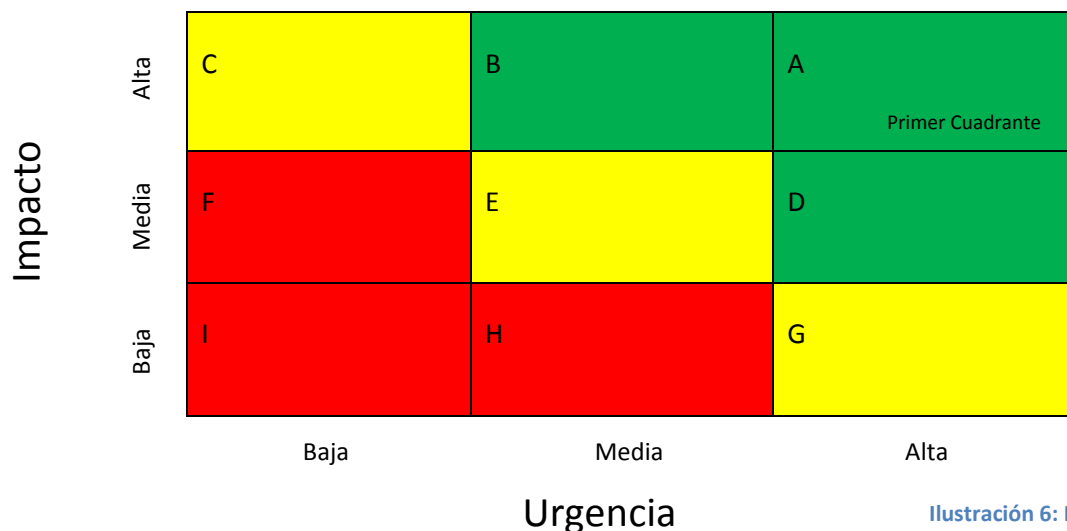 Impacto
Alta
C
B
A
Primer Cuadrante
Media
F
E
D
Baja
I
H
G
Baja
Media
Alta
Urgencia
Ilustración 6: